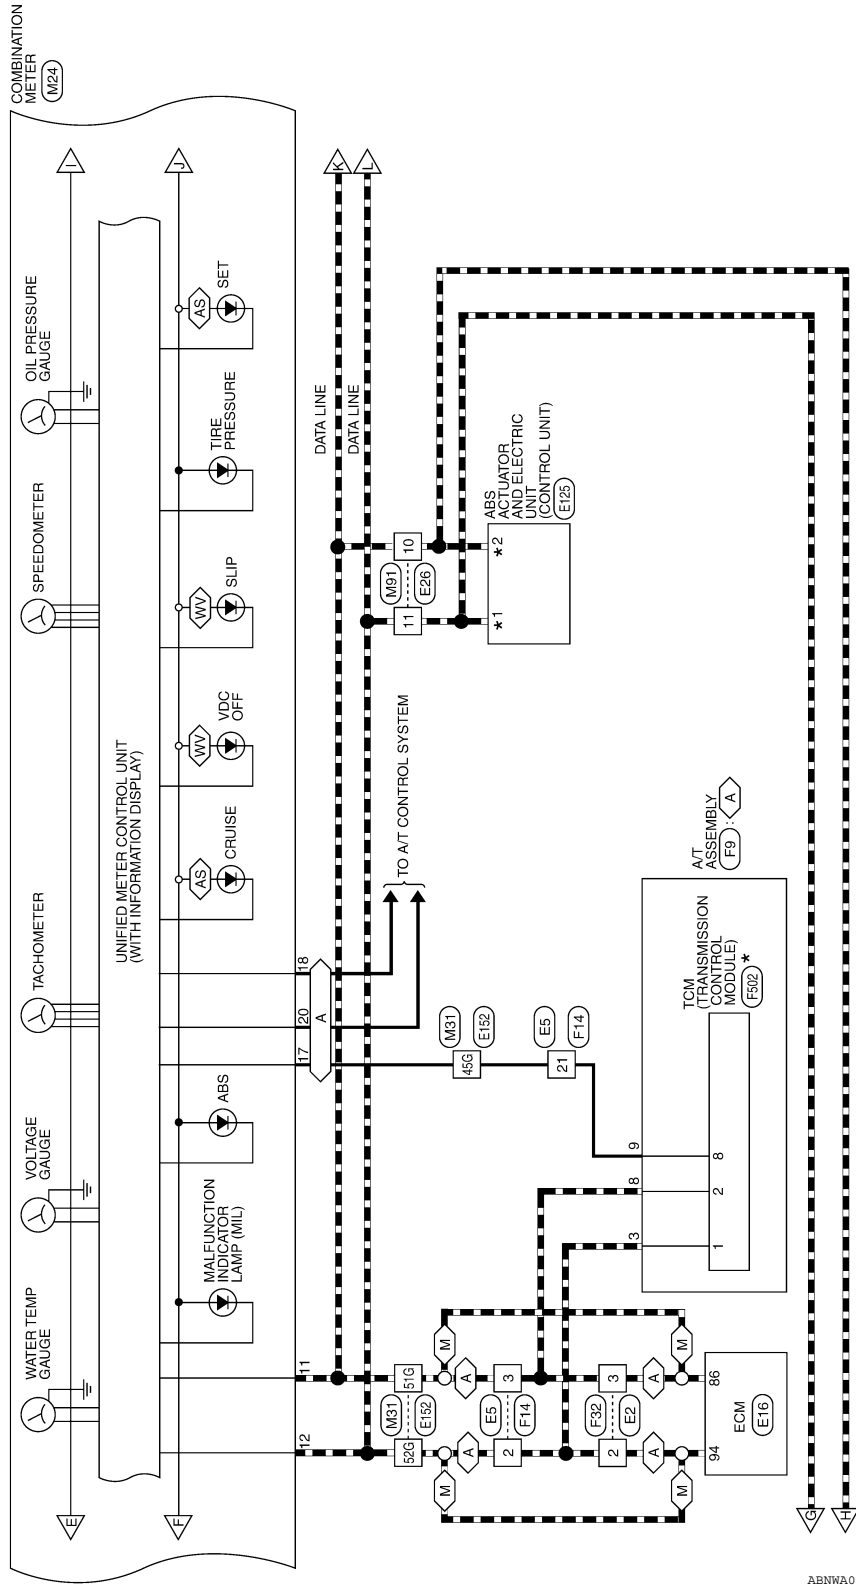 COMBINATION
METER
M24
I
J
K
L
OIL PRESSURE
GAUGE
SPEEDOMETER
TACHOMETER
VOLTAGE
GAUGE
WATER TEMP
GAUGE
UNIFIED METER CONTROL UNIT
(WITH INFORMATION DISPLAY)
AS
SET
TIRE
PRESSURE
WV
SLIP
WV
VDC
OFF
AS
CRUISE
ABS
MALFUNCTION
INDICATOR
LAMP (MIL)
E
F
DATA LINE
DATA LINE
18
20
17
A
11
12
TO A/T CONTROL SYSTEM
M91
E26
10
11
ABS
ACTUATOR
AND ELECTRIC
UNIT
(CONTROL UNIT)
E125
* 2
* 1
M31
E152
45G
E5
F14
21
A/T
ASSEMBLY
F9 : A
TCM
(TRANSMISSION
CONTROL
MODULE)
F502 *
9
8
3
8
2
1
51G
M31
E152
52G
M
M
A
A
3
E5
F14
2
3
F32
E2
2
A
A
M
M
86
94
ECM
E16
G
H
ABNWA0